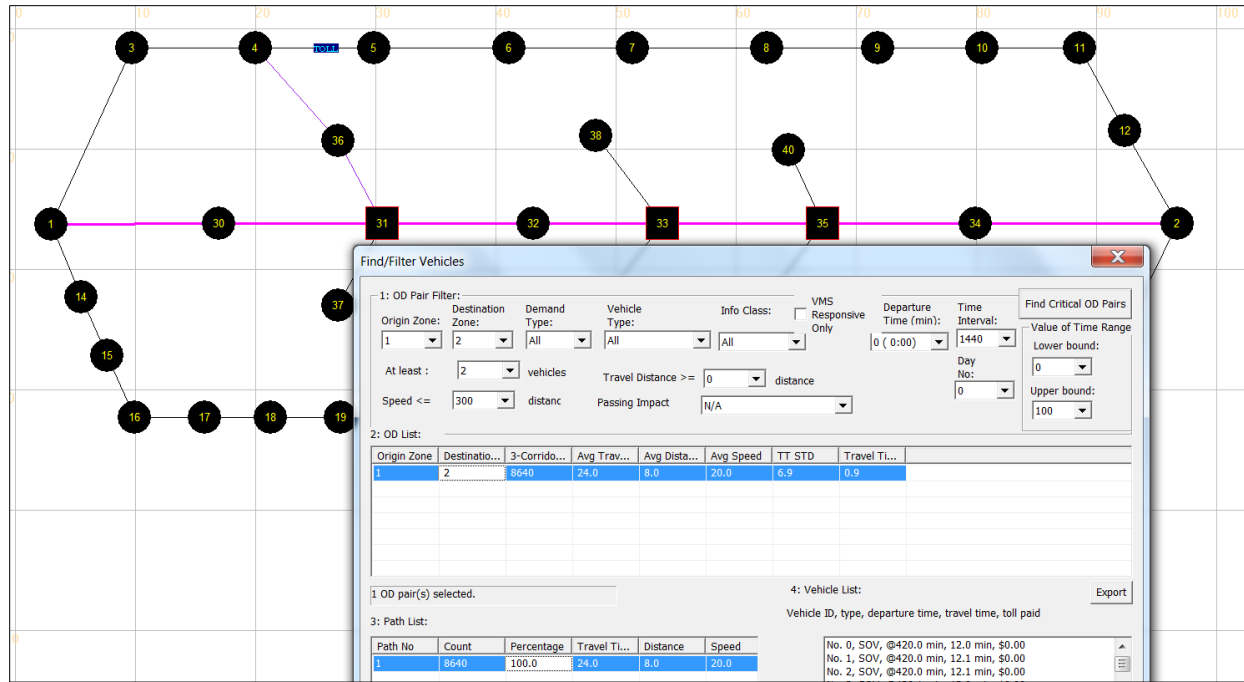 0 10 20 30 40 50 60 70 80 90 100
3 4 TOLL 5 6 7 8 9 10 11
36 38 40 12
1 30 31 32 33 35 34 2
14 37
15
16 17 18 19
Find/Filter Vehicles
X
1: OD Pair Filter:
Origin Zone: Destination Zone: Demand Type: Vehicle Type: Info Class: VMS Responsive Only Departure Time (min): Time Interval: Find Critical OD Pairs
1 2 All All All 0 ( 0:00) 1440
Value of Time Range
Lower bound:
0
At least : 2 vehicles Travel Distance >= 0 distance Day No:
0
Upper bound:
100
Speed <= 300 distanc Passing Impact N/A
2: OD List:
Origin Zone Destinatio... 3-Corrido... Avg Trav... Avg Dista... Avg Speed TT STD Travel Ti...
1 2 8640 24.0 8.0 20.0 6.9 0.9
1 OD pair(s) selected.
4: Vehicle List:
Export
Vehicle ID, type, departure time, travel time, toll paid
3: Path List:
Path No Count Percentage Travel Ti... Distance Speed
1 8640 100.0 24.0 8.0 20.0
No. 0, SOV, @420.0 min, 12.0 min, $0.00
No. 1, SOV, @420.0 min, 12.1 min, $0.00
No. 2, SOV, @420.0 min, 12.1 min, $0.00